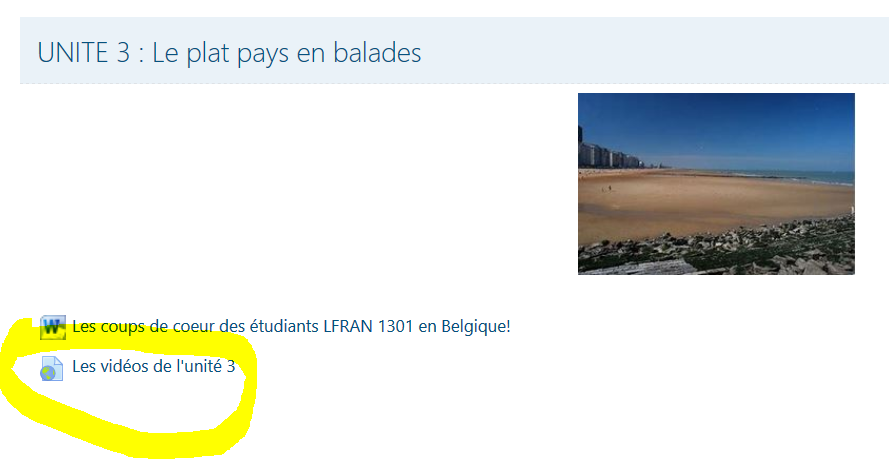 UNITE 3 : Le plat pays en balades
Les coups de coeur des étudiants LFRAN 1301 en Belgique!
Les vidéos de l'unité 3